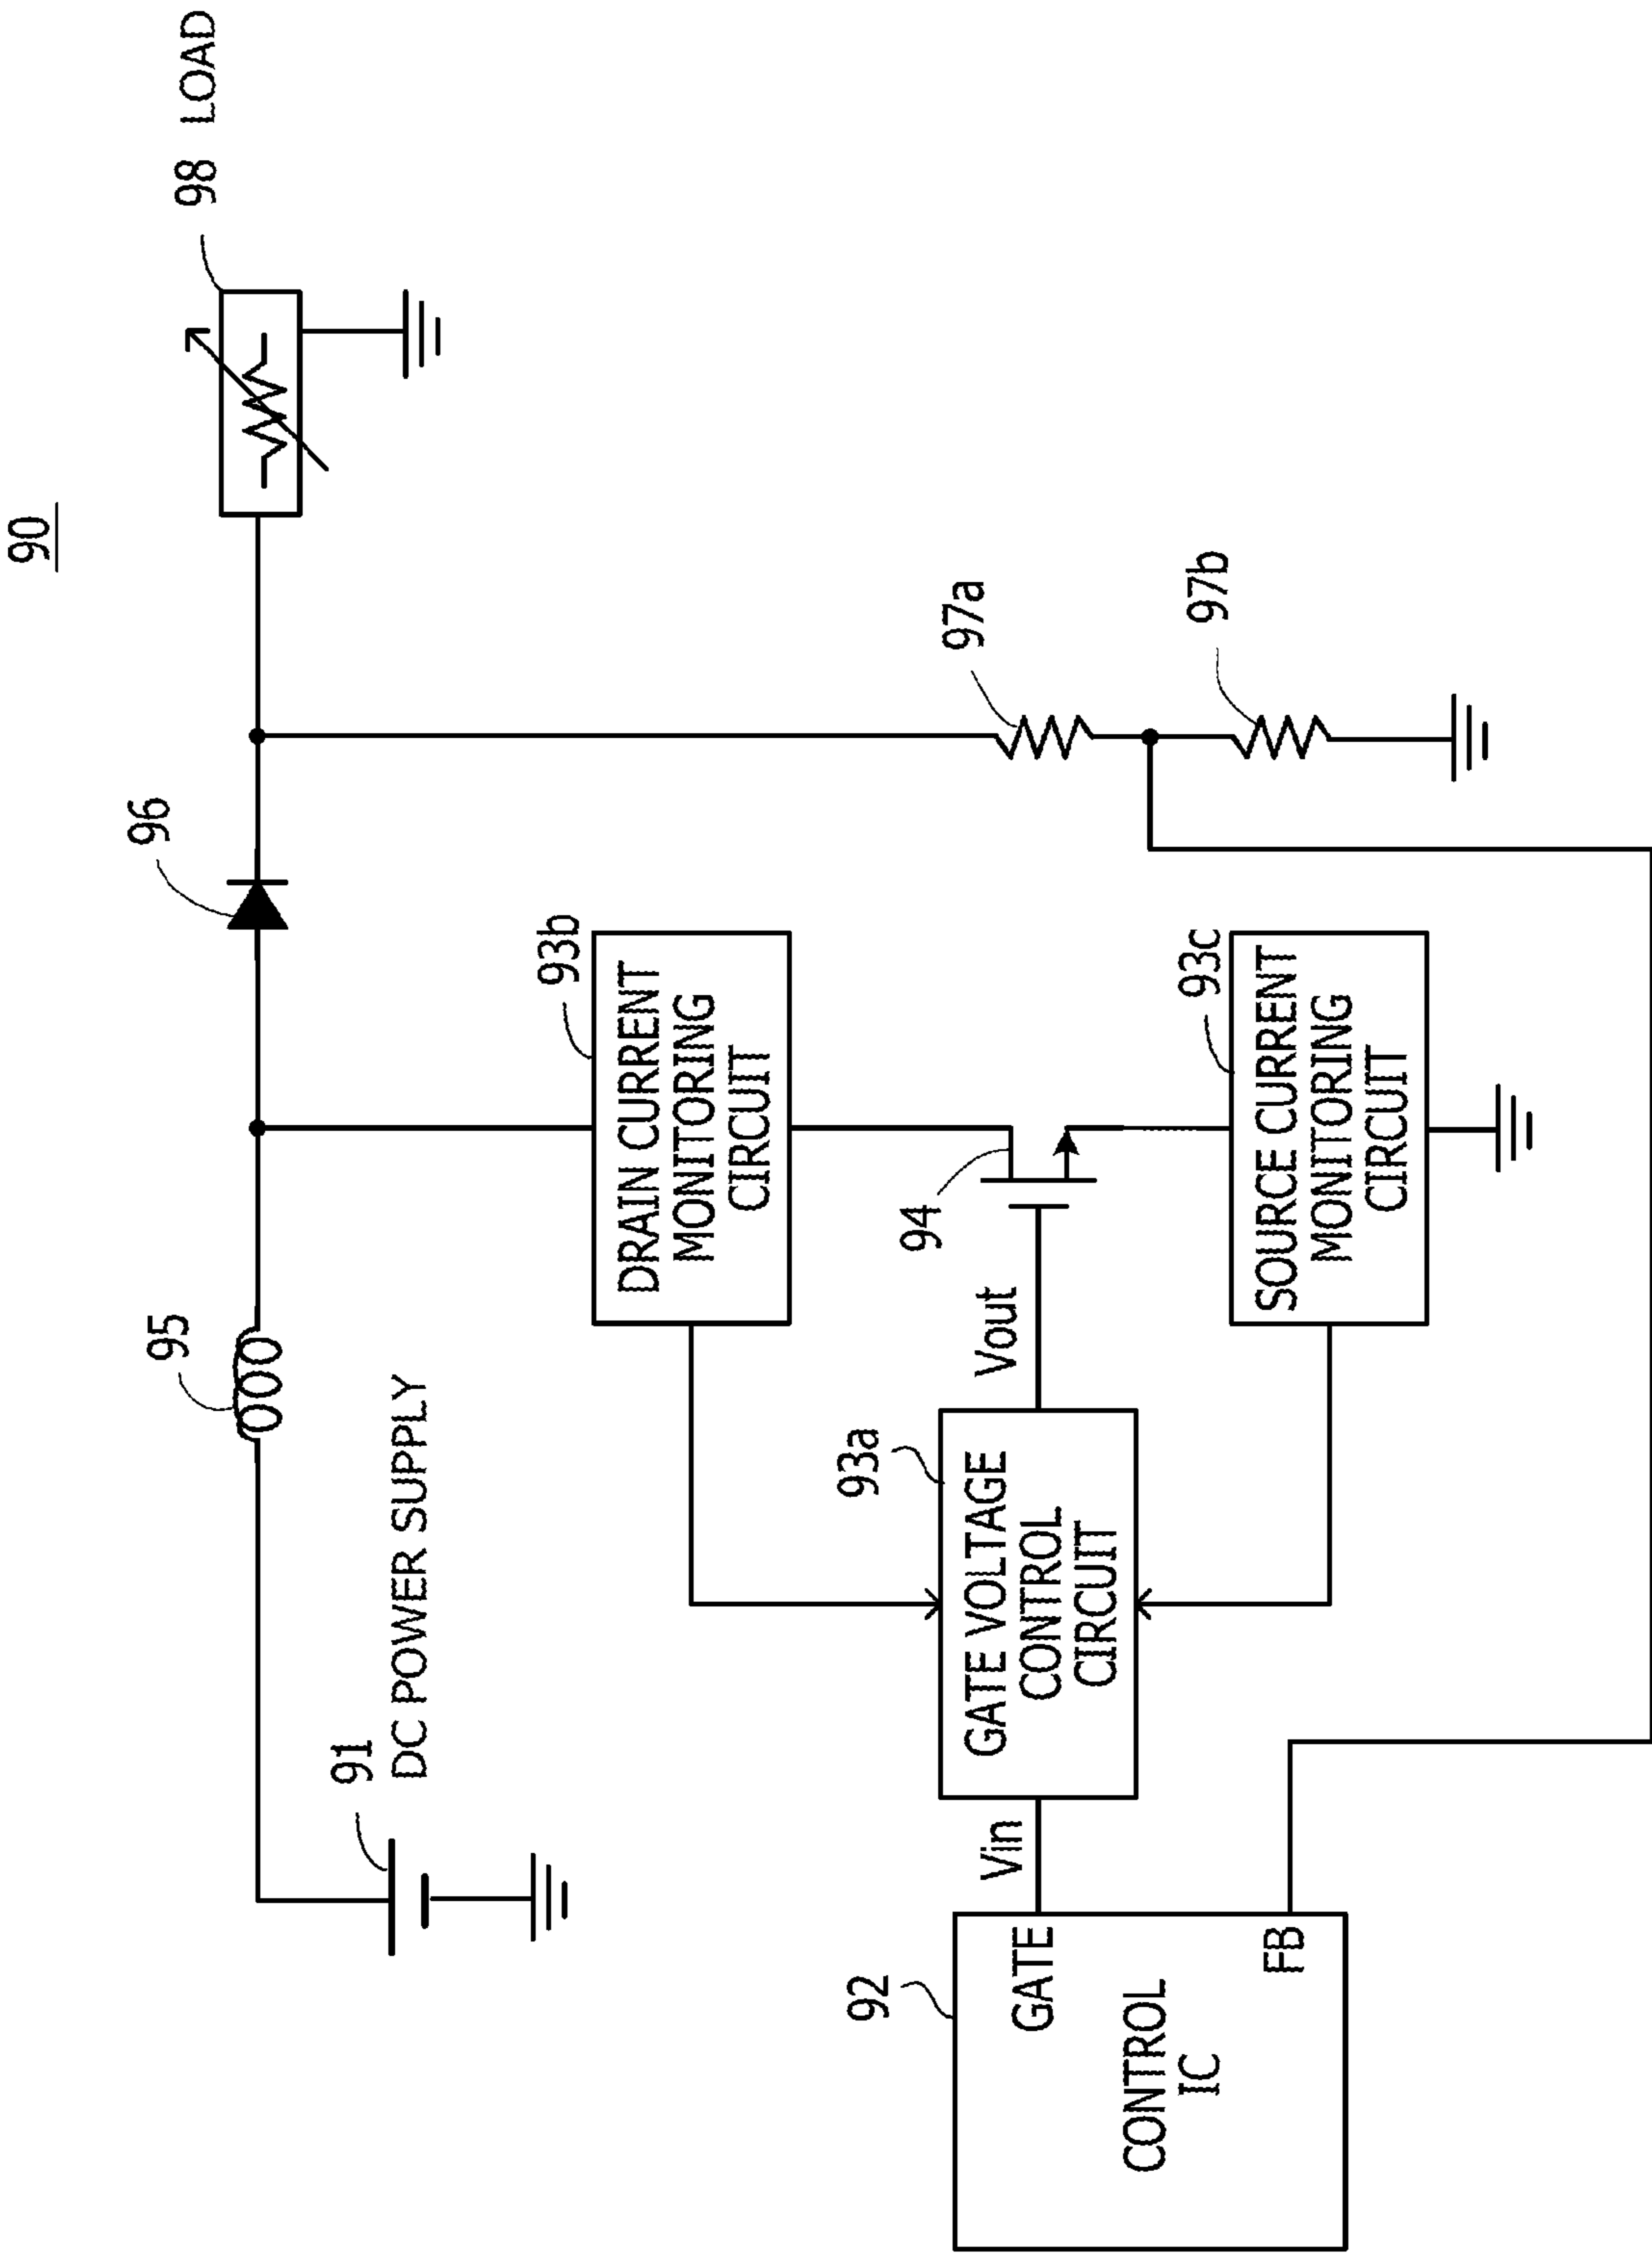 90
98 LOAD
96
95
91
DC POWER SUPPLY
93b
DRAIN CURRENT
MONITORING
CIRCUIT
97a
97b
94
Vout
93a
GATE VOLTAGE
CONTROL
CIRCUIT
Vin
93c
SOURCE CURRENT
MONITORING
CIRCUIT
92
GATE
CONTROL
IC
FB